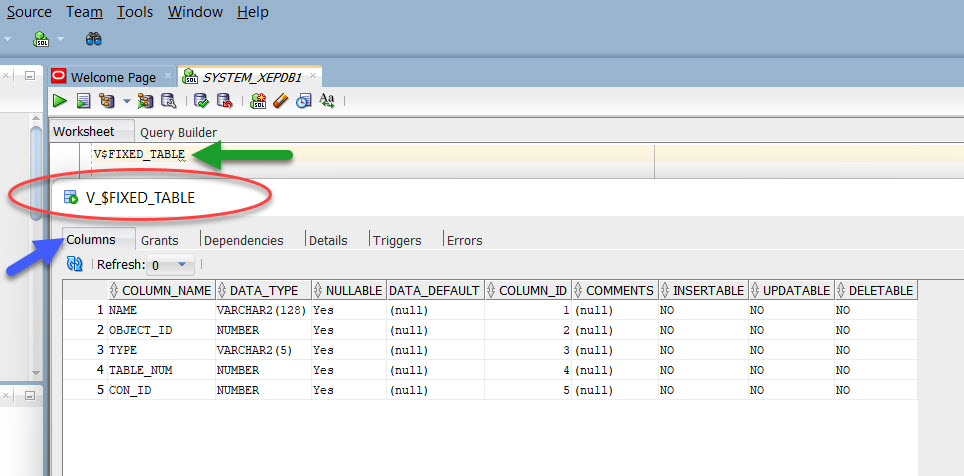 Source Team Tools Window Help
SQL
Welcome Page SYSTEM_XEPDB1
SQL
Worksheet Query Builder
V$FIXED_TABLE
V_$FIXED_TABLE
Columns Grants Dependencies Details Triggers Errors
Refresh: 0
COLUMN_NAME DATA_TYPE NULLABLE DATA_DEFAULT COLUMN_ID COMMENTS INSERTABLE UPDATABLE DELETABLE
1 NAME VARCHAR2(128) Yes (null) 1 (null) NO NO NO
2 OBJECT_ID NUMBER Yes (null) 2 (null) NO NO NO
3 TYPE VARCHAR2(5) Yes (null) 3 (null) NO NO NO
4 TABLE_NUM NUMBER Yes (null) 4 (null) NO NO NO
5 CON_ID NUMBER Yes (null) 5 (null) NO NO NO